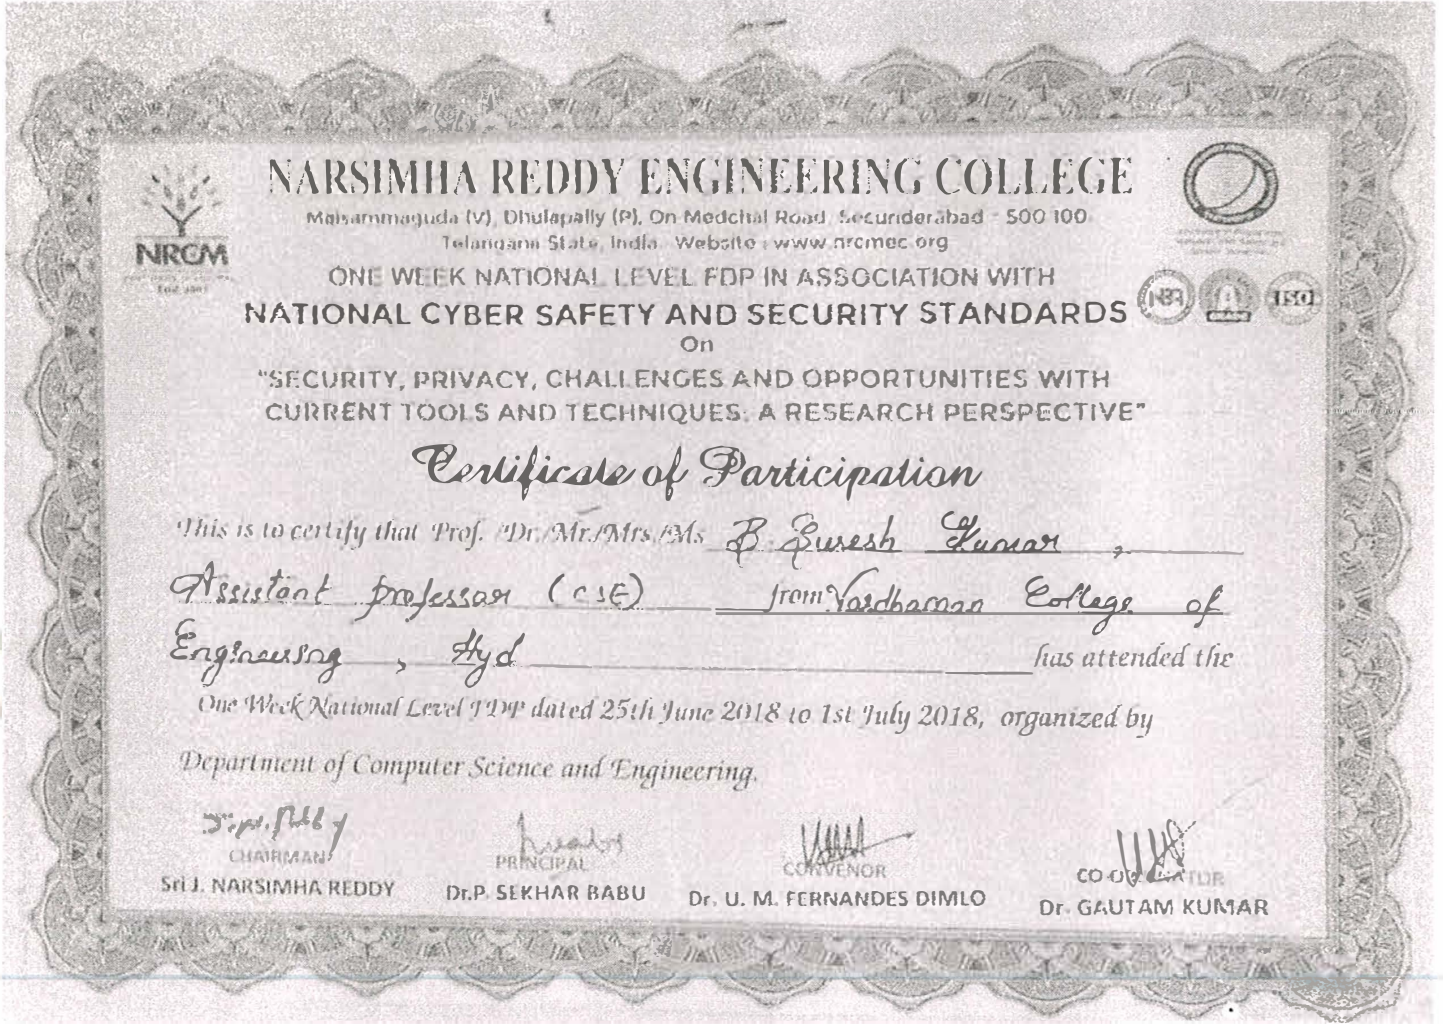 NARSIMHA REDDY ENGINEERING COLLEGE
Maisammaguda (V), Dhulapally (P), On Medchal Road, Secunderabad - 500 100
Telangana State, India. Website : www.nrcmec.org
NRCM
ONE WEEK NATIONAL LEVEL FDP IN ASSOCIATION WITH
NATIONAL CYBER SAFETY AND SECURITY STANDARDS
NBA A ISO
On
"SECURITY, PRIVACY, CHALLENGES AND OPPORTUNITIES WITH
CURRENT TOOLS AND TECHNIQUES: A RESEARCH PERSPECTIVE"
Certificate of Participation
This is to certify that Prof. /Dr./Mr./Mrs./Ms B. Suresh Kumar ,
Assistant professor (CSE) from Vardhaman College of
Engineering , Hyd has attended the
One Week National Level FDP dated 25th June 2018 to 1st July 2018, organized by
Department of Computer Science and Engineering.
CHAIRMAN PRINCIPAL CONVENOR CO-ORDINATOR
Sri J. NARSIMHA REDDY Dr.P. SEKHAR BABU Dr. U. M. FERNANDES DIMLO Dr. GAUTAM KUMAR